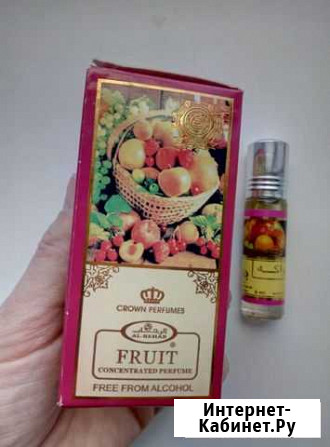 CROWN PERFUMES
AL-REHAB
FRUIT
CONCENTRATED PERFUME
FREE FROM ALCOHOL
Интернет-
Кабинет.Ру